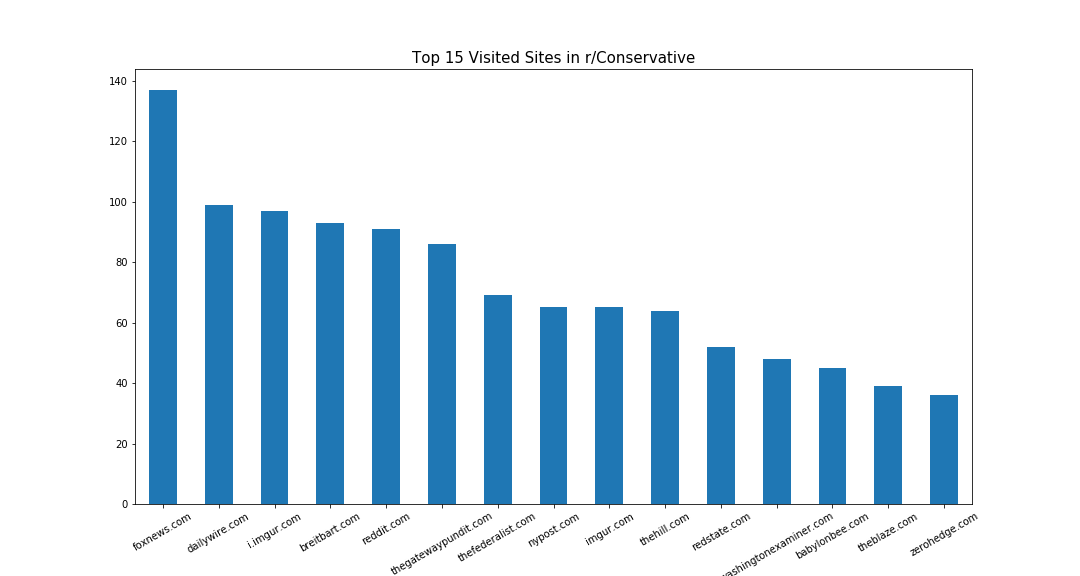 Top 15 Visited Sites in r/Conservative
140
120
100
80
60
40
20
0
foxnews.com
dailywire.com
i.imgur.com
breitbart.com
reddit.com
thegatewaypundit.com
thefederalist.com
nypost.com
imgur.com
thehill.com
redstate.com
ashingtonexaminer.com
babylonbee.com
theblaze.com
zerohedge.com